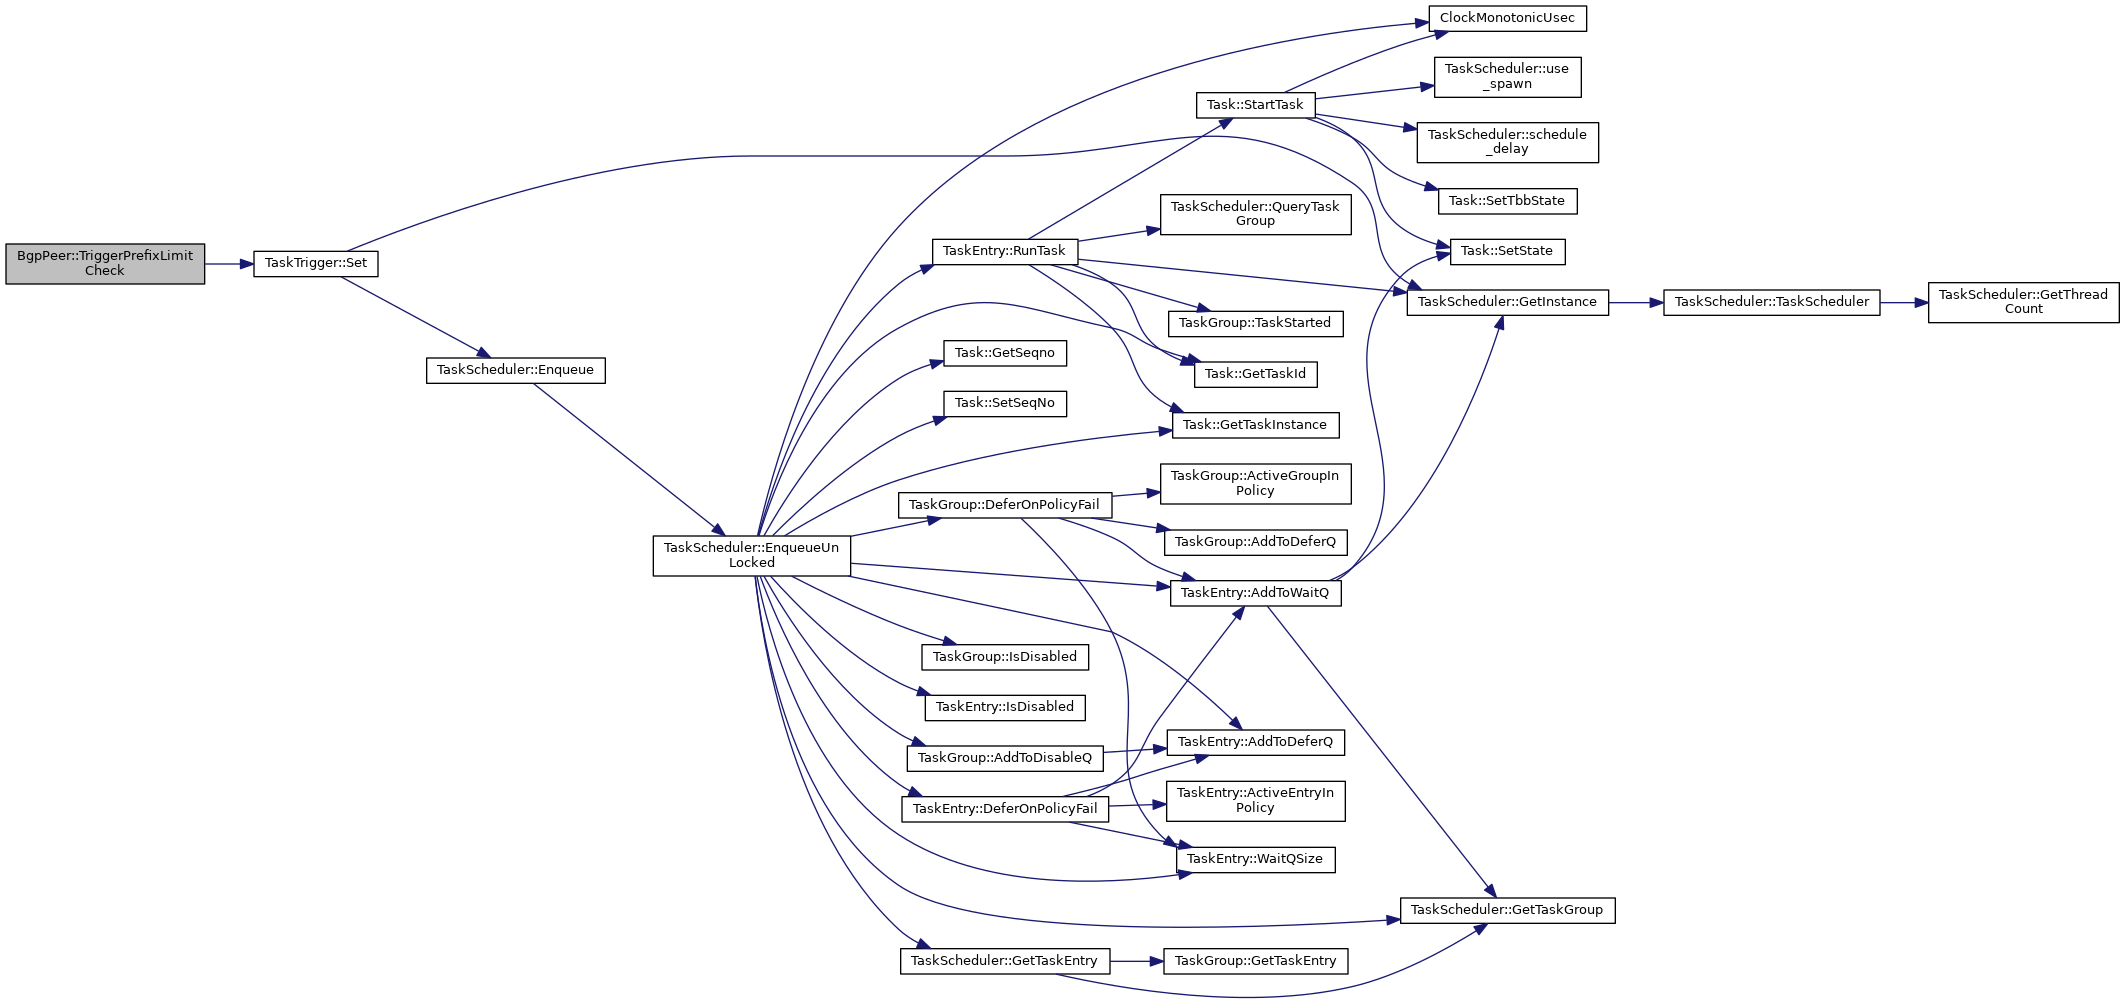 BgpPeer::TriggerPrefixLimit
Check
TaskTrigger::Set
TaskScheduler::Enqueue
TaskScheduler::EnqueueUn
Locked
TaskEntry::RunTask
Task::GetSeqno
Task::SetSeqNo
TaskGroup::DeferOnPolicyFail
TaskGroup::IsDisabled
TaskEntry::IsDisabled
TaskGroup::AddToDisableQ
TaskEntry::DeferOnPolicyFail
TaskScheduler::GetTaskEntry
Task::StartTask
TaskScheduler::QueryTask
Group
TaskGroup::TaskStarted
Task::GetTaskId
Task::GetTaskInstance
TaskGroup::ActiveGroupIn
Policy
TaskGroup::AddToDeferQ
TaskEntry::AddToWaitQ
TaskEntry::AddToDeferQ
TaskEntry::ActiveEntryIn
Policy
TaskEntry::WaitQSize
TaskGroup::GetTaskEntry
ClockMonotonicUsec
TaskScheduler::use
_spawn
TaskScheduler::schedule
_delay
Task::SetTbbState
Task::SetState
TaskScheduler::GetInstance
TaskScheduler::GetTaskGroup
TaskScheduler::TaskScheduler
TaskScheduler::GetThread
Count